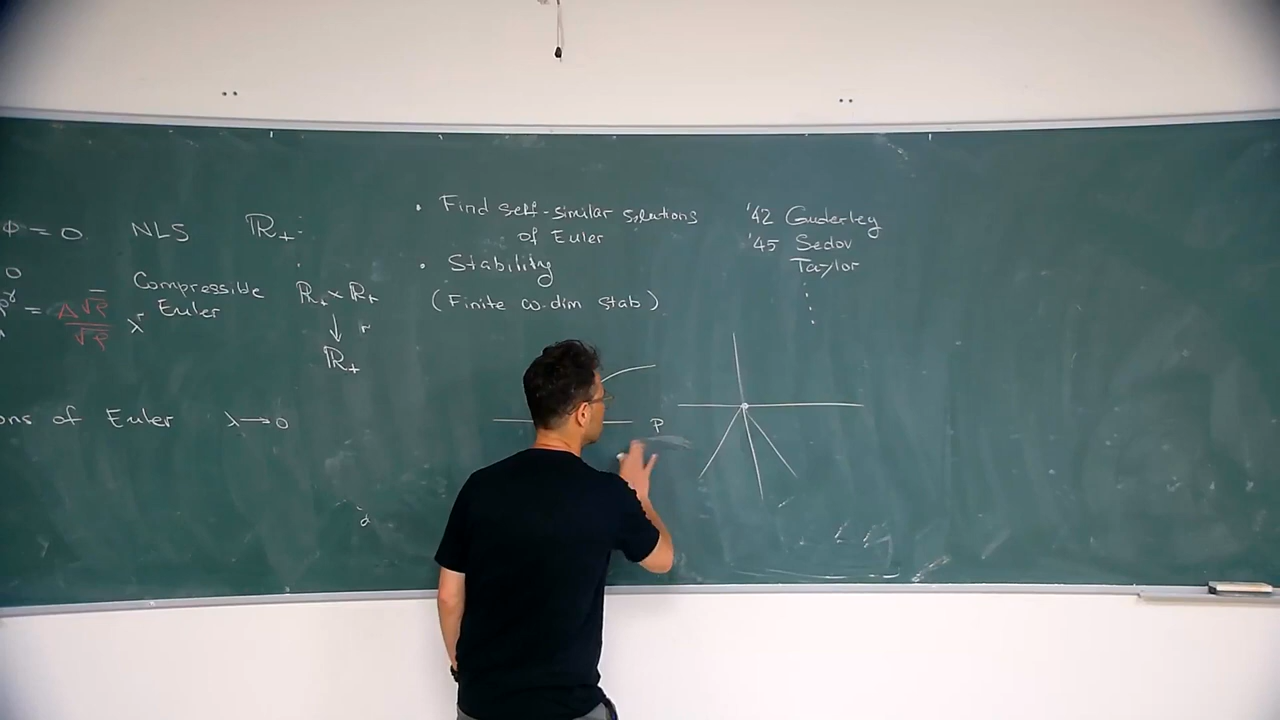 Φ = 0 NLS ℝ₊
0
Compressible Euler
ρ^γ = A√ρ / √ρ λ^r ℝ₊ × ℝ₊
↓ r
ℝ₊
ons of Euler λ → 0
d
• Find self-similar solutions
of Euler
• Stability
(Finite co-dim stab)
'42 Guderley
'45 Sedov
Taylor
P